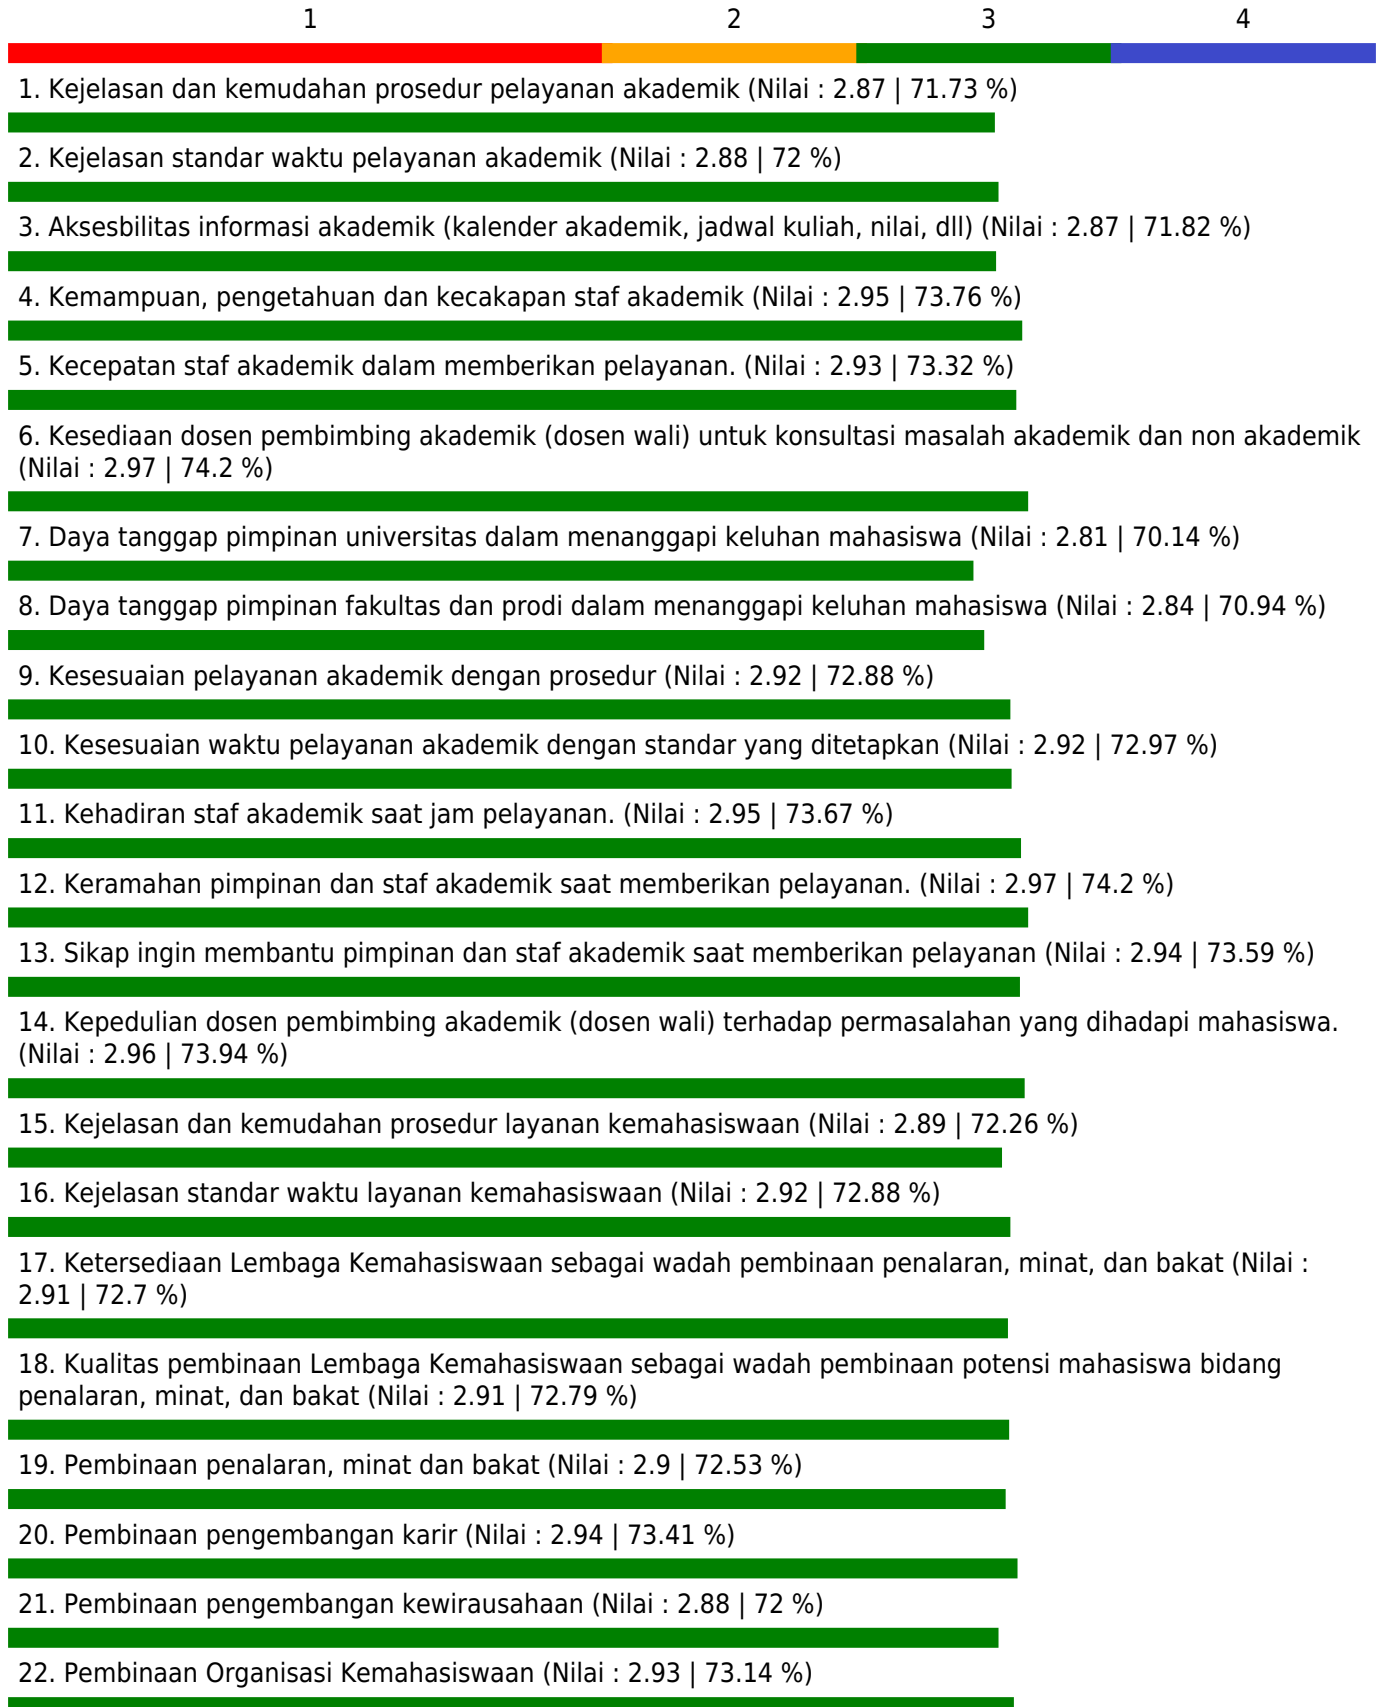 1 2 3 4
1. Kejelasan dan kemudahan prosedur pelayanan akademik (Nilai : 2.87 | 71.73 %)
2. Kejelasan standar waktu pelayanan akademik (Nilai : 2.88 | 72 %)
3. Aksesbilitas informasi akademik (kalender akademik, jadwal kuliah, nilai, dll) (Nilai : 2.87 | 71.82 %)
4. Kemampuan, pengetahuan dan kecakapan staf akademik (Nilai : 2.95 | 73.76 %)
5. Kecepatan staf akademik dalam memberikan pelayanan. (Nilai : 2.93 | 73.32 %)
6. Kesediaan dosen pembimbing akademik (dosen wali) untuk konsultasi masalah akademik dan non akademik
(Nilai : 2.97 | 74.2 %)
7. Daya tanggap pimpinan universitas dalam menanggapi keluhan mahasiswa (Nilai : 2.81 | 70.14 %)
8. Daya tanggap pimpinan fakultas dan prodi dalam menanggapi keluhan mahasiswa (Nilai : 2.84 | 70.94 %)
9. Kesesuaian pelayanan akademik dengan prosedur (Nilai : 2.92 | 72.88 %)
10. Kesesuaian waktu pelayanan akademik dengan standar yang ditetapkan (Nilai : 2.92 | 72.97 %)
11. Kehadiran staf akademik saat jam pelayanan. (Nilai : 2.95 | 73.67 %)
12. Keramahan pimpinan dan staf akademik saat memberikan pelayanan. (Nilai : 2.97 | 74.2 %)
13. Sikap ingin membantu pimpinan dan staf akademik saat memberikan pelayanan (Nilai : 2.94 | 73.59 %)
14. Kepedulian dosen pembimbing akademik (dosen wali) terhadap permasalahan yang dihadapi mahasiswa.
(Nilai : 2.96 | 73.94 %)
15. Kejelasan dan kemudahan prosedur layanan kemahasiswaan (Nilai : 2.89 | 72.26 %)
16. Kejelasan standar waktu layanan kemahasiswaan (Nilai : 2.92 | 72.88 %)
17. Ketersediaan Lembaga Kemahasiswaan sebagai wadah pembinaan penalaran, minat, dan bakat (Nilai :
2.91 | 72.7 %)
18. Kualitas pembinaan Lembaga Kemahasiswaan sebagai wadah pembinaan potensi mahasiswa bidang
penalaran, minat, dan bakat (Nilai : 2.91 | 72.79 %)
19. Pembinaan penalaran, minat dan bakat (Nilai : 2.9 | 72.53 %)
20. Pembinaan pengembangan karir (Nilai : 2.94 | 73.41 %)
21. Pembinaan pengembangan kewirausahaan (Nilai : 2.88 | 72 %)
22. Pembinaan Organisasi Kemahasiswaan (Nilai : 2.93 | 73.14 %)